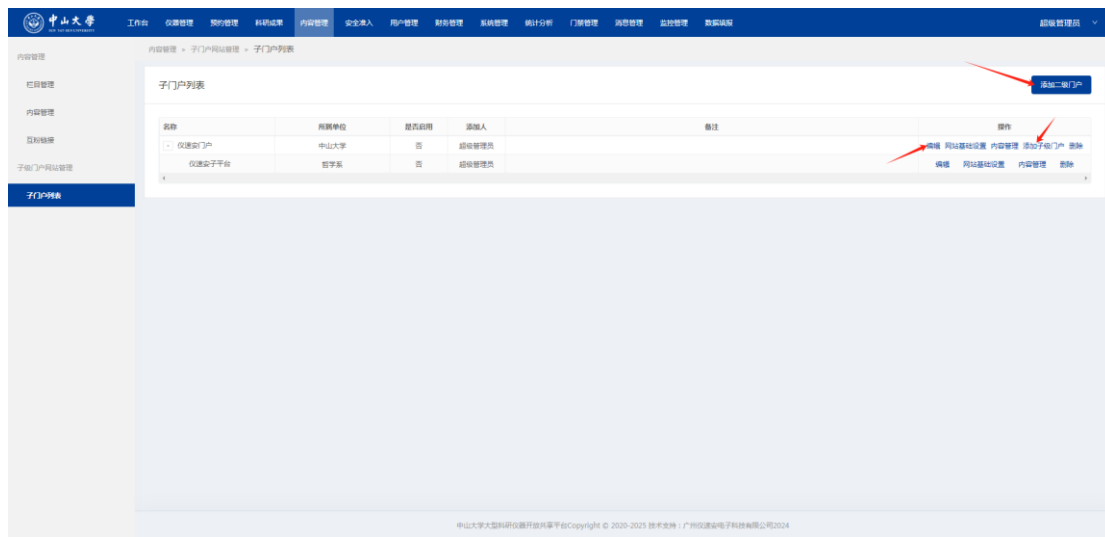 中山大學
工作台 仪器管理 预约管理 科研成果 内容管理 安全准入 用户管理 财务管理 系统管理 统计分析 门禁管理 消息管理 监控管理 数据填报 超级管理员
内容管理 » 子门户网站管理 » 子门户列表
内容管理
栏目管理
内容管理
互粉链接
子级门户网站管理
子门户列表
子门户列表 添加二级门户
名称 所属单位 是否启用 添加人 备注 操作
- 仪速安门户 中山大学 否 超级管理员 编辑 网站基础设置 内容管理 添加子级门户 删除
仪速安子平台 哲学系 否 超级管理员 编辑 网站基础设置 内容管理 删除
中山大学大型科研仪器开放共享平台Copyright © 2020-2025 技术支持：广州仪速安电子科技有限公司2024